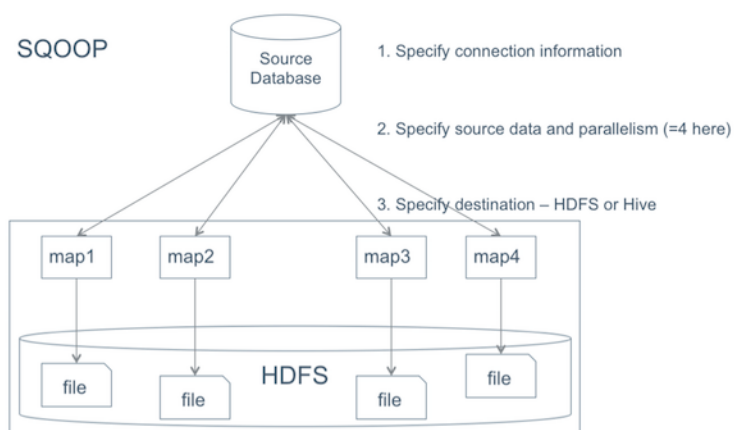 SQOOP
Source
Database
1. Specify connection information
2. Specify source data and parallelism (=4 here)
3. Specify destination – HDFS or Hive
map1
map2
map3
map4
HDFS
file
file
file
file